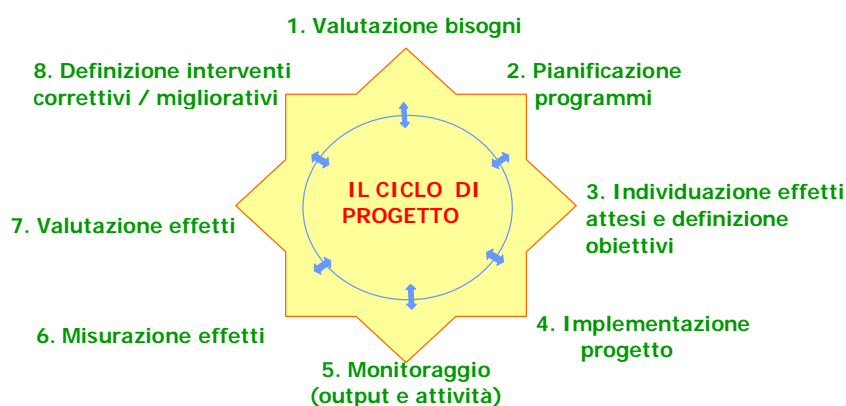 1. Valutazione bisogni
2. Pianificazione
programmi
3. Individuazione effetti
attesi e definizione
obiettivi
4. Implementazione
progetto
5. Monitoraggio
(output e attività)
6. Misurazione effetti
7. Valutazione effetti
8. Definizione interventi
correttivi / migliorativi
IL CICLO DI
PROGETTO